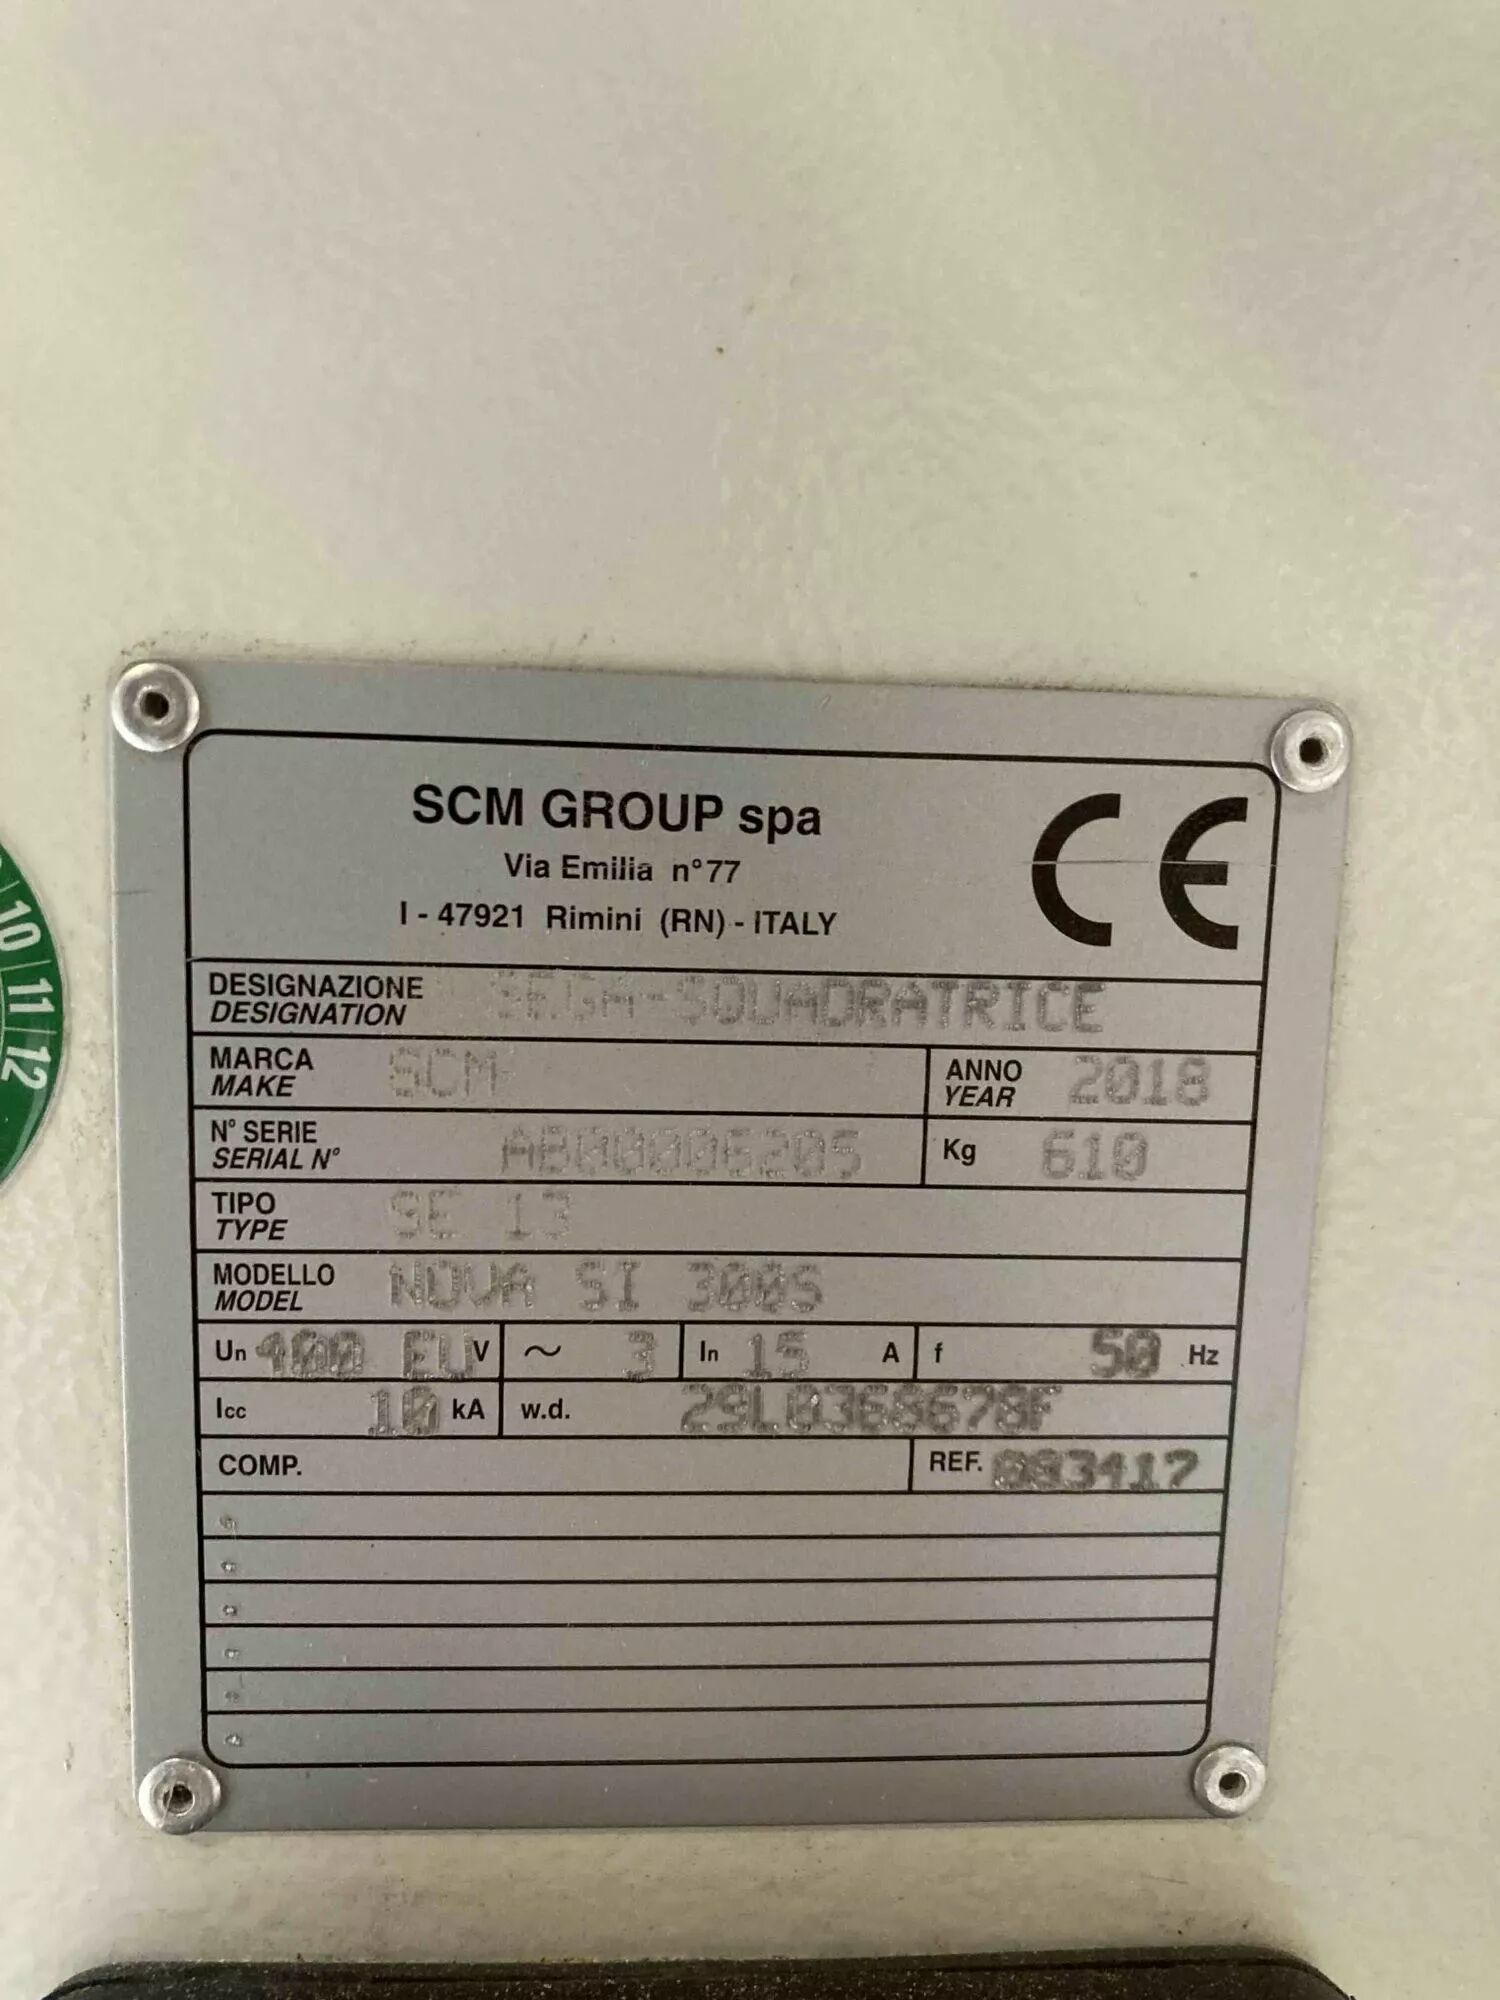 SCM GROUP spa
Via Emilia n°77
I - 47921 Rimini (RN) - ITALY
CE
DESIGNAZIONE SEGA-SQUADRATRICE
DESIGNATION
MARCA SCM ANNO 2018
MAKE YEAR
N° SERIE AB00006205 Kg 610
SERIAL N°
TIPO SE 13
TYPE
MODELLO NOVA SI 300S
MODEL
Un 400 EU V ~ 3 In 15 A f 50 Hz
Icc 10 kA w.d. 29L0368678F
COMP. REF. 003417
10 11 12